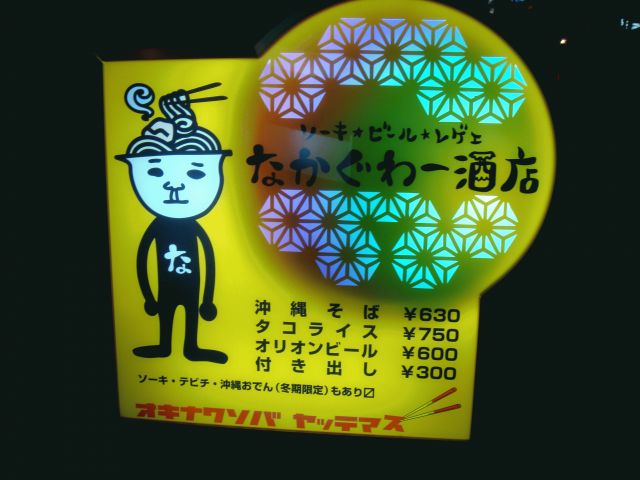 ソーキ★ビール★レゲエ
なかぐわー酒店
な
沖縄そば ¥630
タコライス ¥750
オリオンビール ¥600
付き出し ¥300
ソーキ・テビチ・沖縄おでん(冬期限定)もあり〼
オキナワソバ ヤッテマス